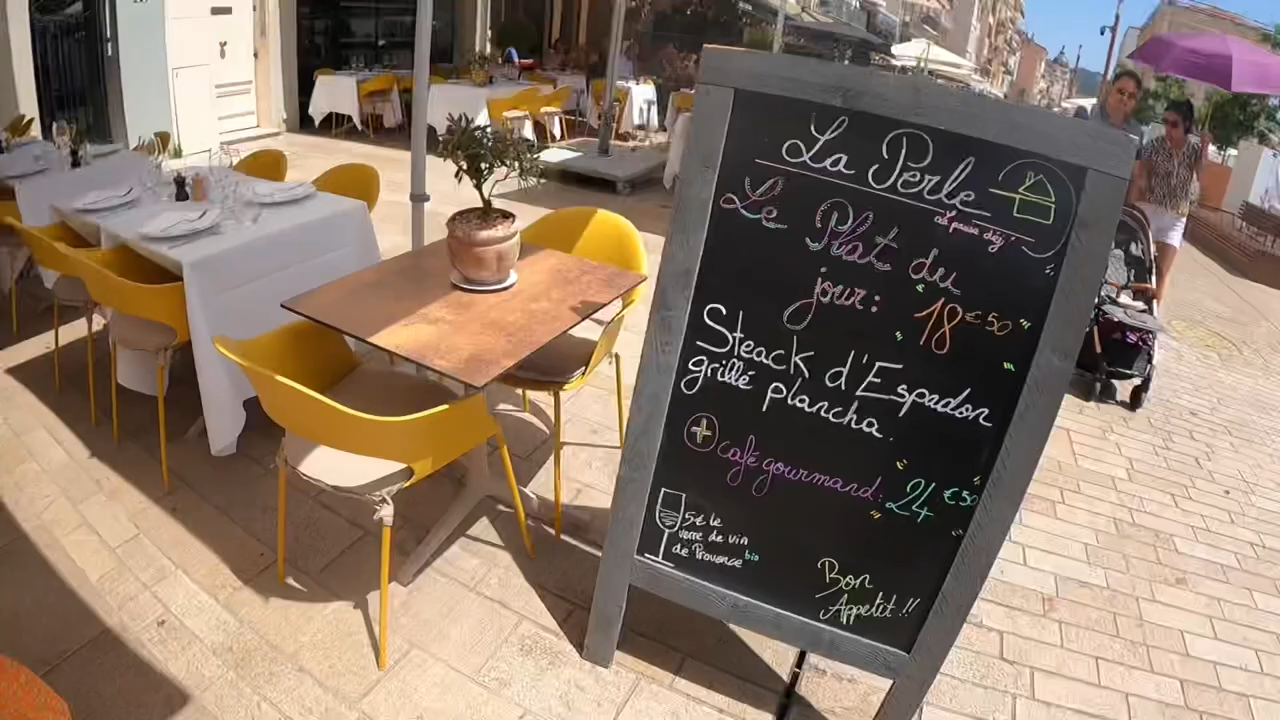 La Perle
La pause déj'
Le Plat du
jour: 18€50
Steack d'Espadon
grillé plancha.
+ café gourmand: 24€50
5€ le
verre de vin
de Provence bio
Bon
Appetit !!